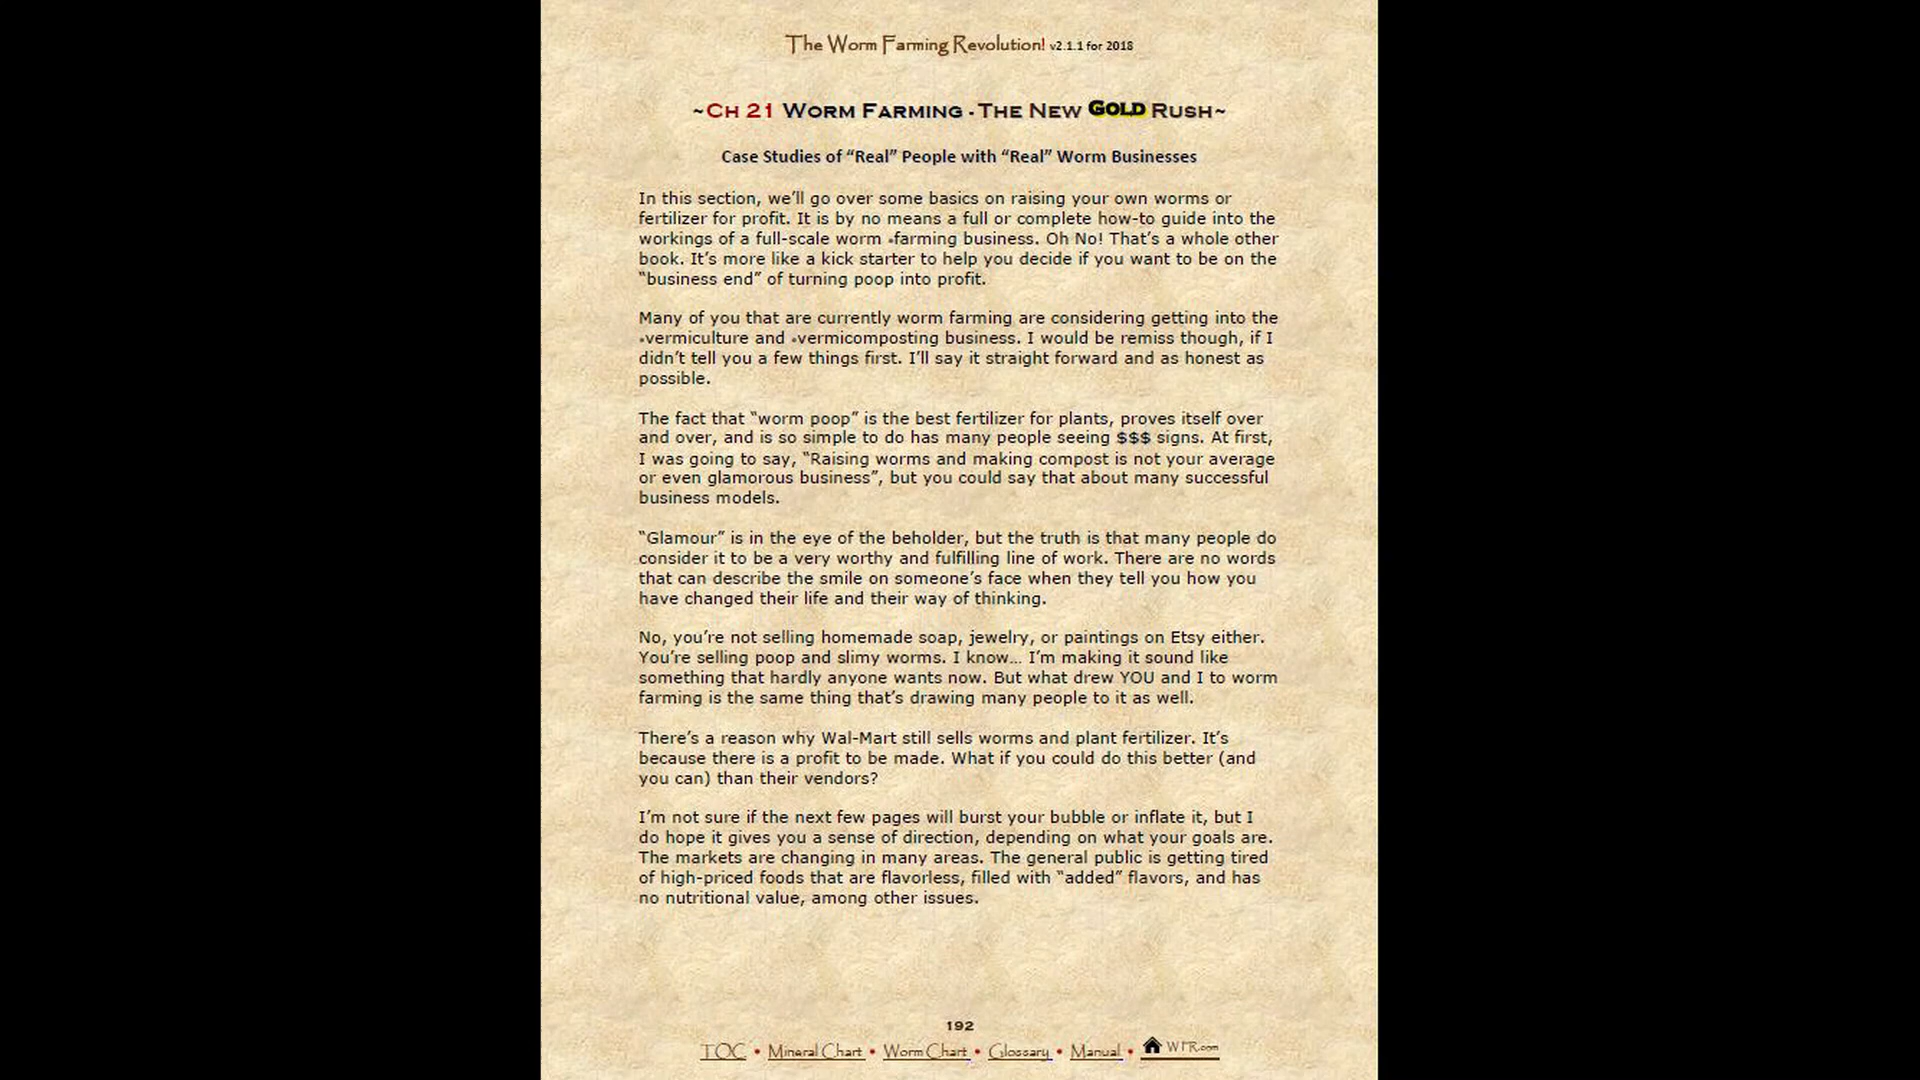 The Worm Farming Revolution! v2.1.1 for 2018
~Ch 21 Worm Farming - The New Gold Rush~
Case Studies of “Real” People with “Real” Worm Businesses
In this section, we’ll go over some basics on raising your own worms or
fertilizer for profit. It is by no means a full or complete how-to guide into the
workings of a full-scale worm •farming business. Oh No! That’s a whole other
book. It’s more like a kick starter to help you decide if you want to be on the
“business end” of turning poop into profit.
Many of you that are currently worm farming are considering getting into the
•vermiculture and •vermicomposting business. I would be remiss though, if I
didn’t tell you a few things first. I’ll say it straight forward and as honest as
possible.
The fact that “worm poop” is the best fertilizer for plants, proves itself over
and over, and is so simple to do has many people seeing $$$ signs. At first,
I was going to say, “Raising worms and making compost is not your average
or even glamorous business”, but you could say that about many successful
business models.
“Glamour” is in the eye of the beholder, but the truth is that many people do
consider it to be a very worthy and fulfilling line of work. There are no words
that can describe the smile on someone’s face when they tell you how you
have changed their life and their way of thinking.
No, you’re not selling homemade soap, jewelry, or paintings on Etsy either.
You’re selling poop and slimy worms. I know… I’m making it sound like
something that hardly anyone wants now. But what drew YOU and I to worm
farming is the same thing that’s drawing many people to it as well.
There’s a reason why Wal-Mart still sells worms and plant fertilizer. It’s
because there is a profit to be made. What if you could do this better (and
you can) than their vendors?
I’m not sure if the next few pages will burst your bubble or inflate it, but I
do hope it gives you a sense of direction, depending on what your goals are.
The markets are changing in many areas. The general public is getting tired
of high-priced foods that are flavorless, filled with “added” flavors, and has
no nutritional value, among other issues.
192
TOC • Mineral Chart • Worm Chart • Glossary • Manual • WFR.com